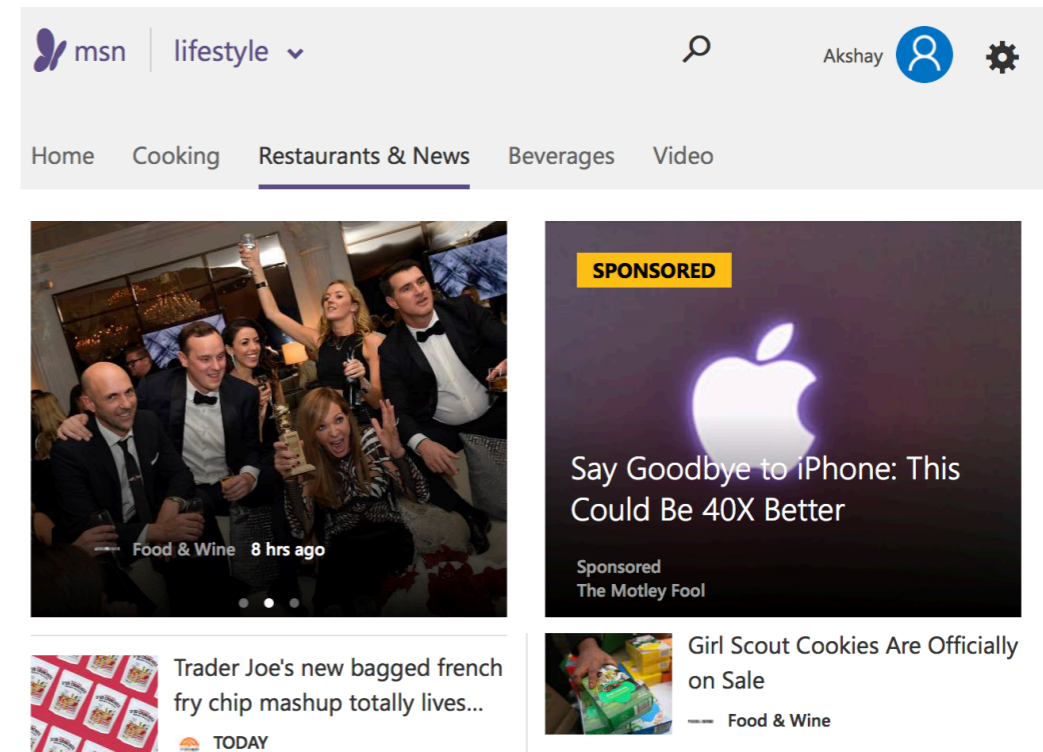 msn
lifestyle
Akshay
Home Cooking Restaurants & News Beverages Video
Food & Wine 8 hrs ago
SPONSORED
Say Goodbye to iPhone: This
Could Be 40X Better
Sponsored
The Motley Fool
Trader Joe's new bagged french
fry chip mashup totally lives...
TODAY
Girl Scout Cookies Are Officially
on Sale
Food & Wine